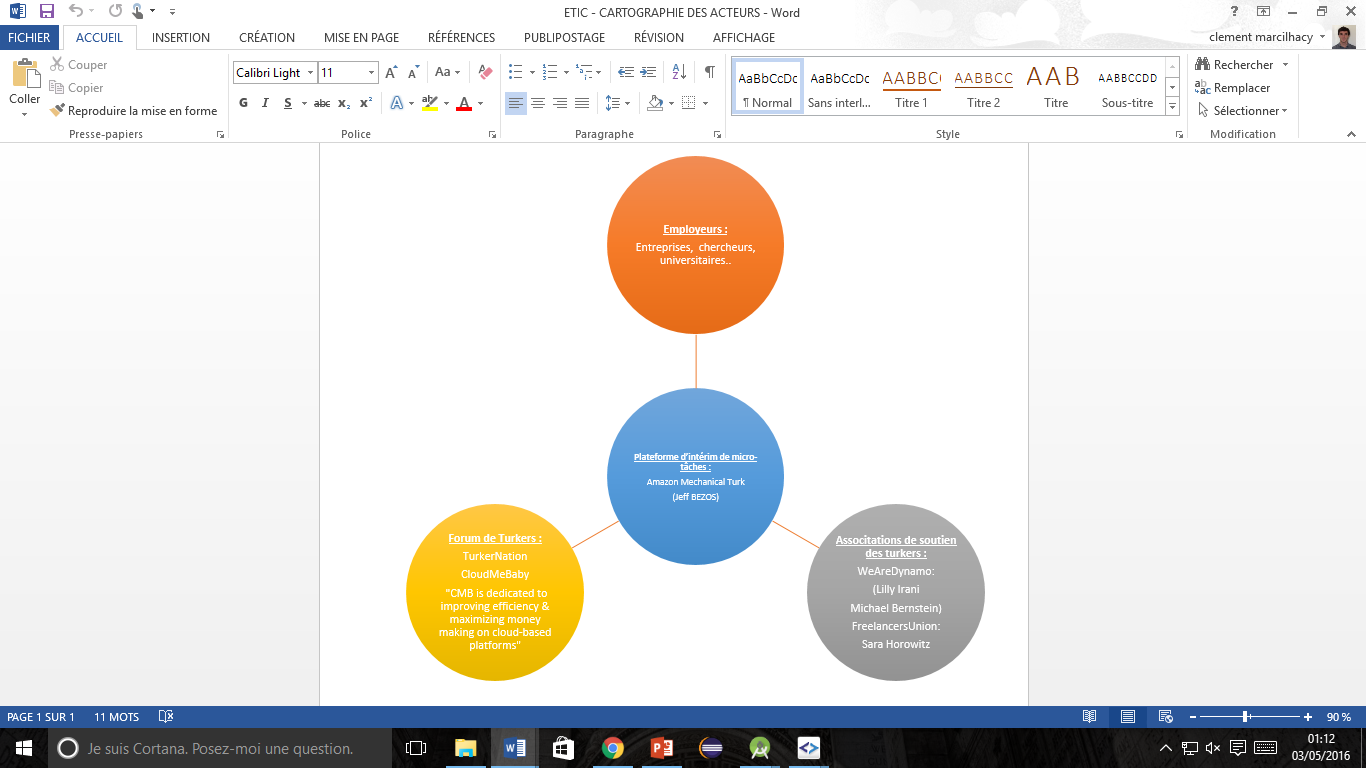 ETIC - CARTOGRAPHIE DES ACTEURS - Word
FICHIER ACCUEIL INSERTION CRÉATION MISE EN PAGE RÉFÉRENCES PUBLIPOSTAGE RÉVISION AFFICHAGE clement marcilhacy
Coller
Couper
Copier
Reproduire la mise en forme
Presse-papiers
Calibri Light 11
Aa
G I S abc x₂ x² A ab A
Police
Paragraphe
AaBbCcDc AaBbCcDc AABBC AABBCC AAB AABBCCDD
¶ Normal Sans interl... Titre 1 Titre 2 Titre Sous-titre
Style
Rechercher
Remplacer
Sélectionner
Modification
Employeurs :
Entreprises, chercheurs,
universitaires..
Plateforme d'intérim de micro-
tâches :
Amazon Mechanical Turk
(Jeff BEZOS)
Forum de Turkers :
TurkerNation
CloudMeBaby
"CMB is dedicated to
improving efficiency &
maximizing money
making on cloud-based
platforms"
Associtations de soutien
des turkers :
WeAreDynamo:
(Lilly Irani
Michael Bernstein)
FreelancersUnion:
Sara Horowitz
PAGE 1 SUR 1 11 MOTS 90 %
Je suis Cortana. Posez-moi une question.
01:12
03/05/2016